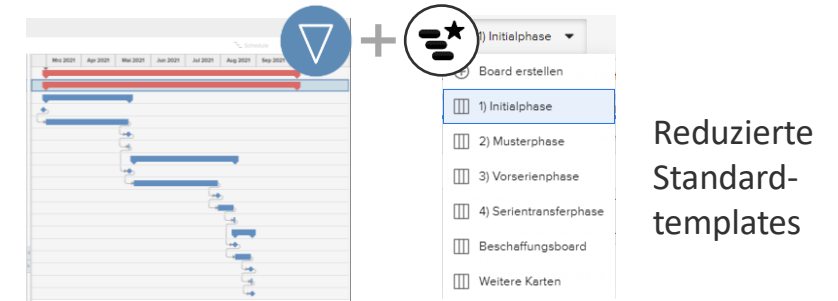 Schedule
Mrz 2021 Apr 2021 Mai 2021 Jun 2021 Jul 2021 Aug 2021 Sep 2021
1) Initialphase
Board erstellen
1) Initialphase
2) Musterphase
3) Vorserienphase
4) Serientransferphase
Beschaffungsboard
Weitere Karten
Reduzierte
Standard-
templates